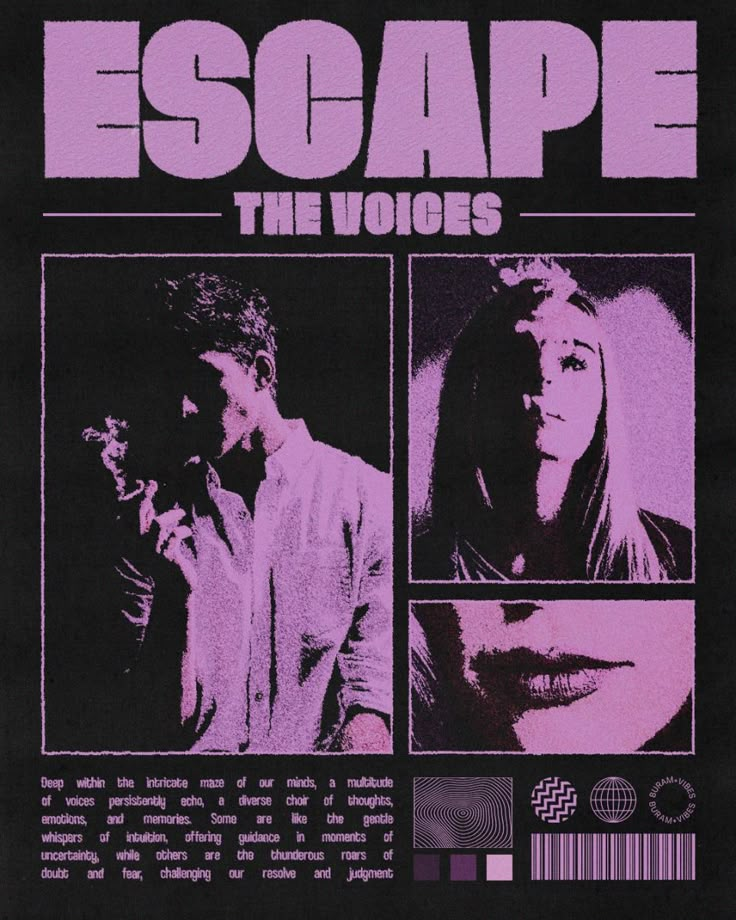 ESCAPE
THE VOICES
Deep within the intricate maze of our minds, a multitude
of voices persistently echo, a diverse choir of thoughts,
emotions, and memories. Some are like the gentle
whispers of intuition, offering guidance in moments of
uncertainty, while others are the thunderous roars of
doubt and fear, challenging our resolve and judgment
BURAM+VIBES
BURAM+VIBES